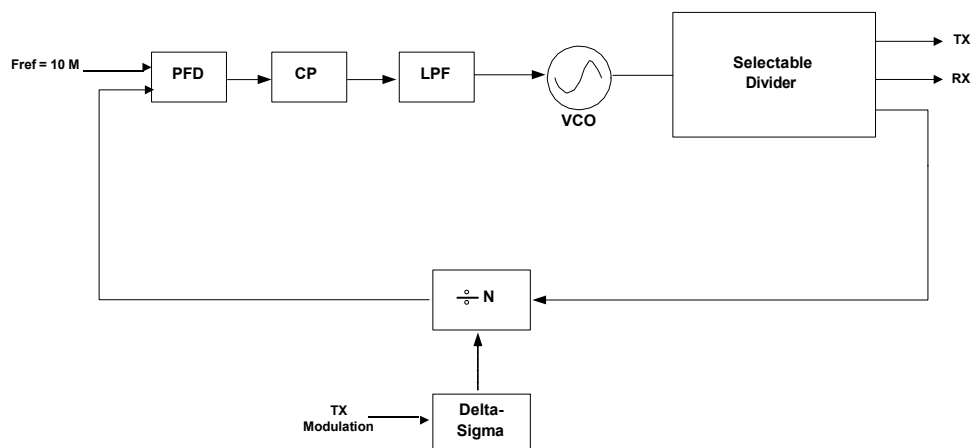 Fref = 10 M
PFD
CP
LPF
VCO
Selectable
Divider
TX
RX
÷ N
TX
Modulation
Delta-
Sigma